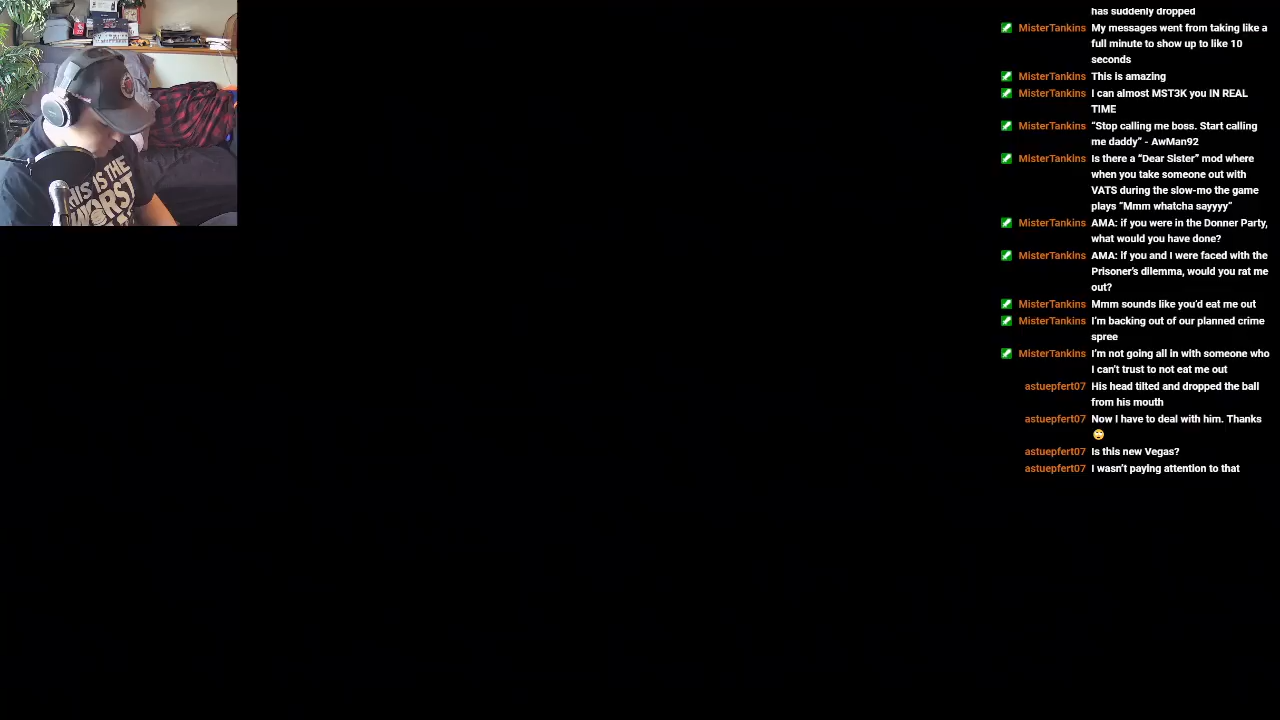 THIS IS THE
WORST
has suddenly dropped
MisterTankins My messages went from taking like a
full minute to show up to like 10
seconds
MisterTankins This is amazing
MisterTankins I can almost MST3K you IN REAL
TIME
MisterTankins “Stop calling me boss. Start calling
me daddy” - AwMan92
MisterTankins Is there a “Dear Sister” mod where
when you take someone out with
VATS during the slow-mo the game
plays “Mmm whatcha sayyyy”
MisterTankins AMA: if you were in the Donner Party,
what would you have done?
MisterTankins AMA: if you and I were faced with the
Prisoner’s dilemma, would you rat me
out?
MisterTankins Mmm sounds like you’d eat me out
MisterTankins I’m backing out of our planned crime
spree
MisterTankins I’m not going all in with someone who
I can’t trust to not eat me out
astuepfert07 His head tilted and dropped the ball
from his mouth
astuepfert07 Now I have to deal with him. Thanks
🙄
astuepfert07 Is this new Vegas?
astuepfert07 I wasn’t paying attention to that